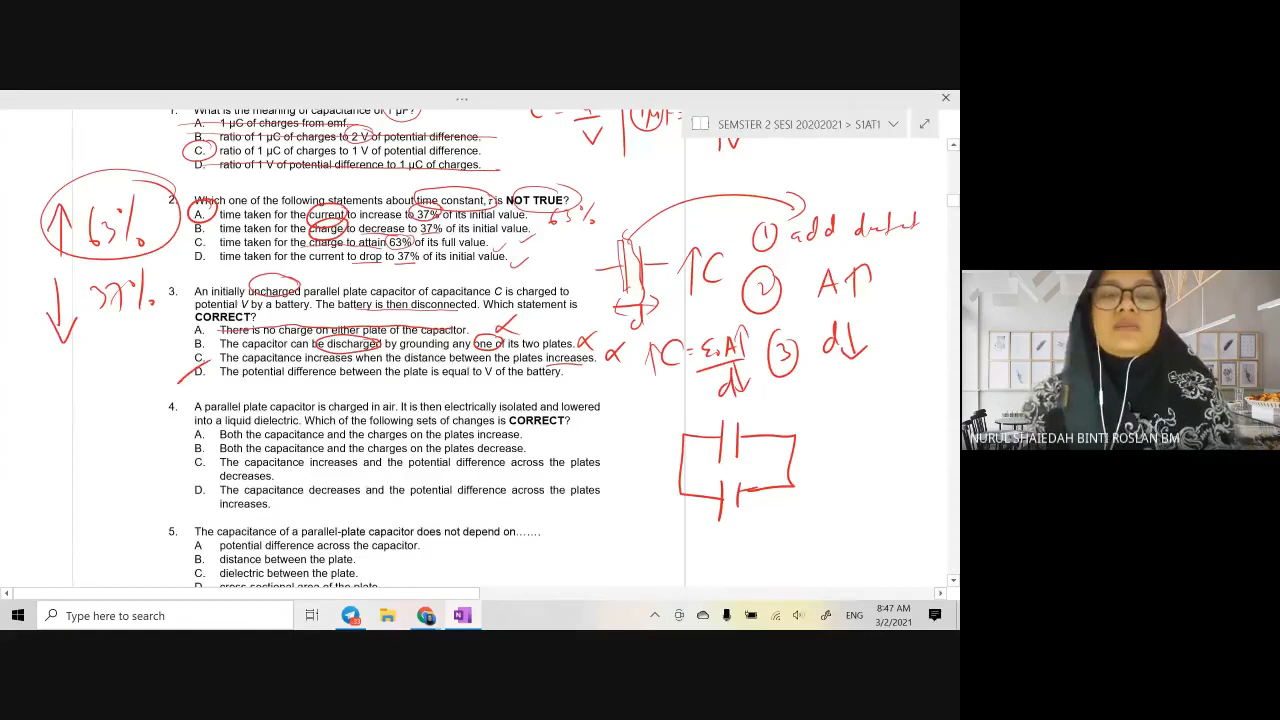 1. What is the meaning of capacitance of 1 μF?
A. 1 μC of charges from emf.
B. ratio of 1 μC of charges to 2 V of potential difference.
C. ratio of 1 μC of charges to 1 V of potential difference.
D. ratio of 1 V of potential difference to 1 μC of charges.
V
1V
SEMSTER 2 SESI 20202021 > S1AT1
2. Which one of the following statements about time constant, τ is NOT TRUE?
A. time taken for the current to increase to 37% of its initial value.
B. time taken for the charge to decrease to 37% of its initial value.
C. time taken for the charge to attain 63% of its full value.
D. time taken for the current to drop to 37% of its initial value.
63%
↑ 63%
↓ 37%
3. An initially uncharged parallel plate capacitor of capacitance C is charged to
potential V by a battery. The battery is then disconnected. Which statement is
CORRECT?
A. There is no charge on either plate of the capacitor.
B. The capacitor can be discharged by grounding any one of its two plates.
C. The capacitance increases when the distance between the plates increases.
D. The potential difference between the plate is equal to V of the battery.
d
↑C
① add
② A↑
③ d↓
↑C = ε₀A↑
d↓
4. A parallel plate capacitor is charged in air. It is then electrically isolated and lowered
into a liquid dielectric. Which of the following sets of changes is CORRECT?
A. Both the capacitance and the charges on the plates increase.
B. Both the capacitance and the charges on the plates decrease.
C. The capacitance increases and the potential difference across the plates
decreases.
D. The capacitance decreases and the potential difference across the plates
increases.
5. The capacitance of a parallel-plate capacitor does not depend on…….
A potential difference across the capacitor.
B. distance between the plate.
C. dielectric between the plate.
D. cross-sectional area of the plate
NURUL SHAIEDAH BINTI ROSLAN BM
Type here to search
ENG
8:47 AM
3/2/2021